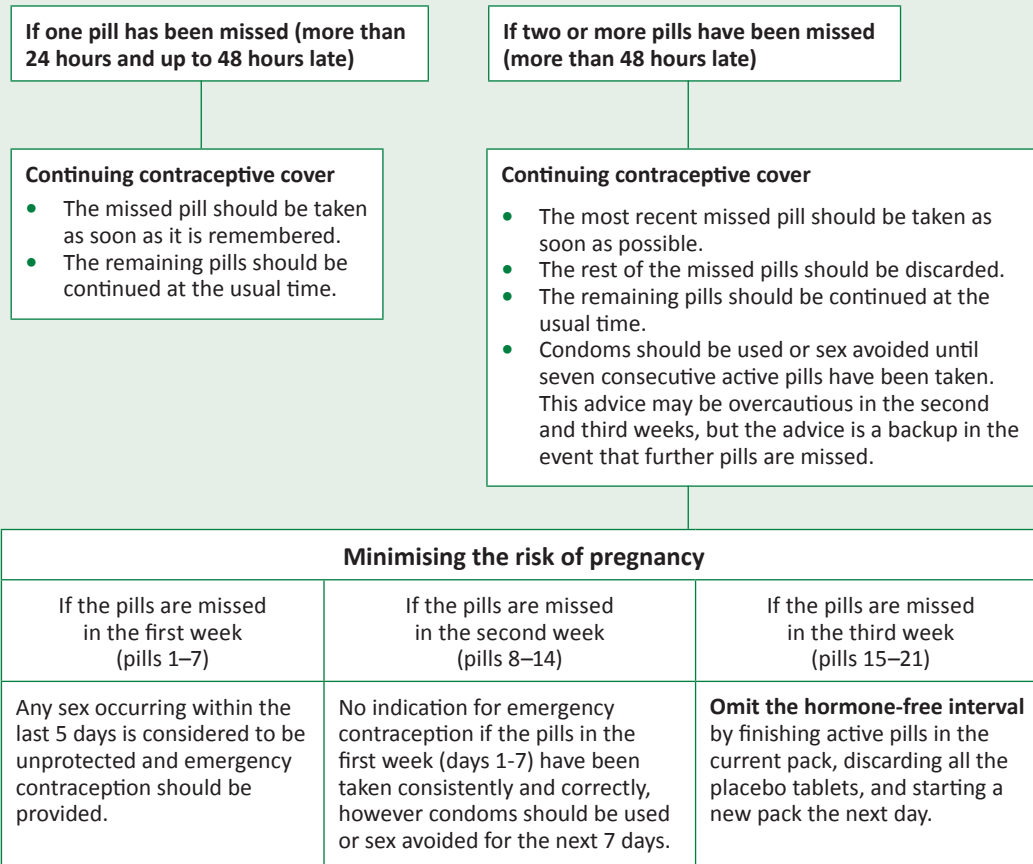 If one pill has been missed (more than
24 hours and up to 48 hours late)
If two or more pills have been missed
(more than 48 hours late)
Continuing contraceptive cover
• The missed pill should be taken
as soon as it is remembered.
• The remaining pills should be
continued at the usual time.
Continuing contraceptive cover
• The most recent missed pill should be taken as
soon as possible.
• The rest of the missed pills should be discarded.
• The remaining pills should be continued at the
usual time.
• Condoms should be used or sex avoided until
seven consecutive active pills have been taken.
This advice may be overcautious in the second
and third weeks, but the advice is a backup in the
event that further pills are missed.
Minimising the risk of pregnancy
If the pills are missed
in the first week
(pills 1–7)
If the pills are missed
in the second week
(pills 8–14)
If the pills are missed
in the third week
(pills 15–21)
Any sex occurring within the
last 5 days is considered to be
unprotected and emergency
contraception should be
provided.
No indication for emergency
contraception if the pills in the
first week (days 1-7) have been
taken consistently and correctly,
however condoms should be used
or sex avoided for the next 7 days.
Omit the hormone-free interval
by finishing active pills in the
current pack, discarding all the
placebo tablets, and starting a
new pack the next day.